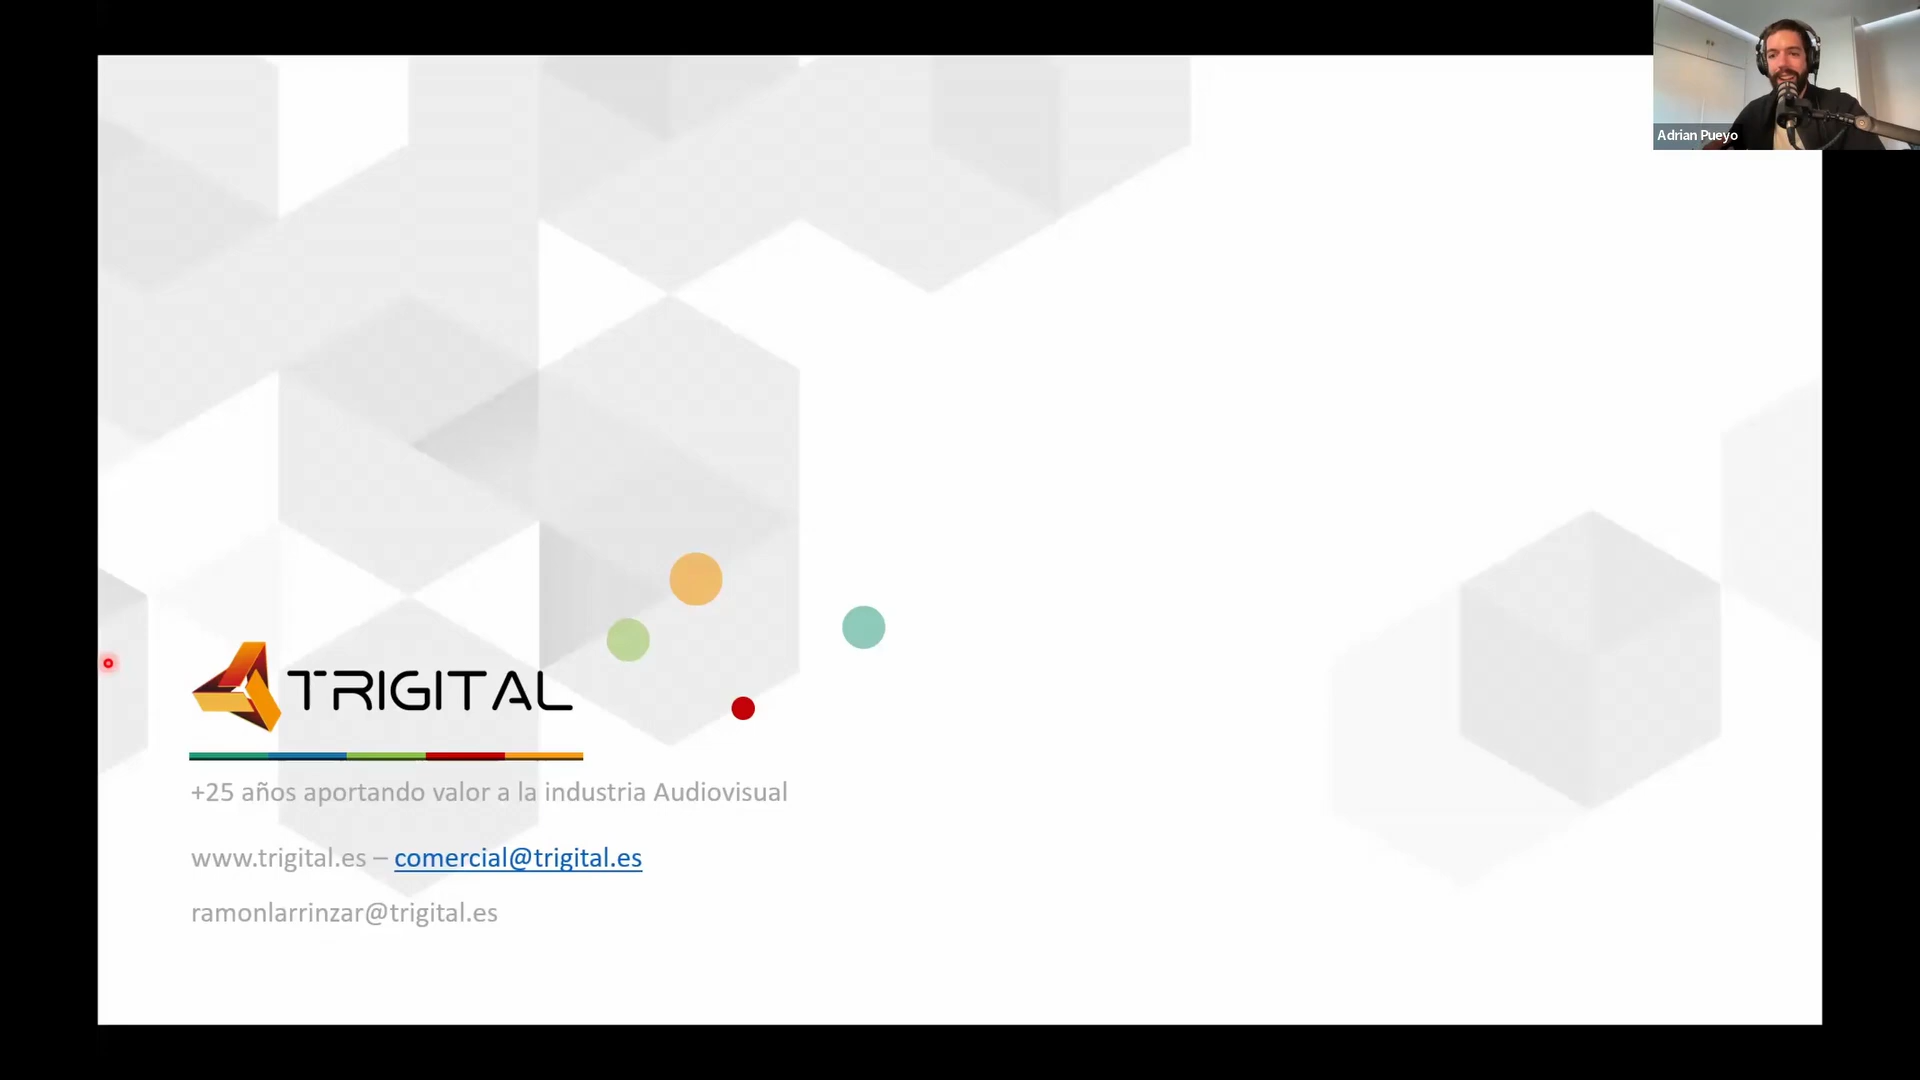 Adrian Pueyo
TRIGITAL
+25 años aportando valor a la industria Audiovisual
www.trigital.es – comercial@trigital.es
ramonlarrinzar@trigital.es